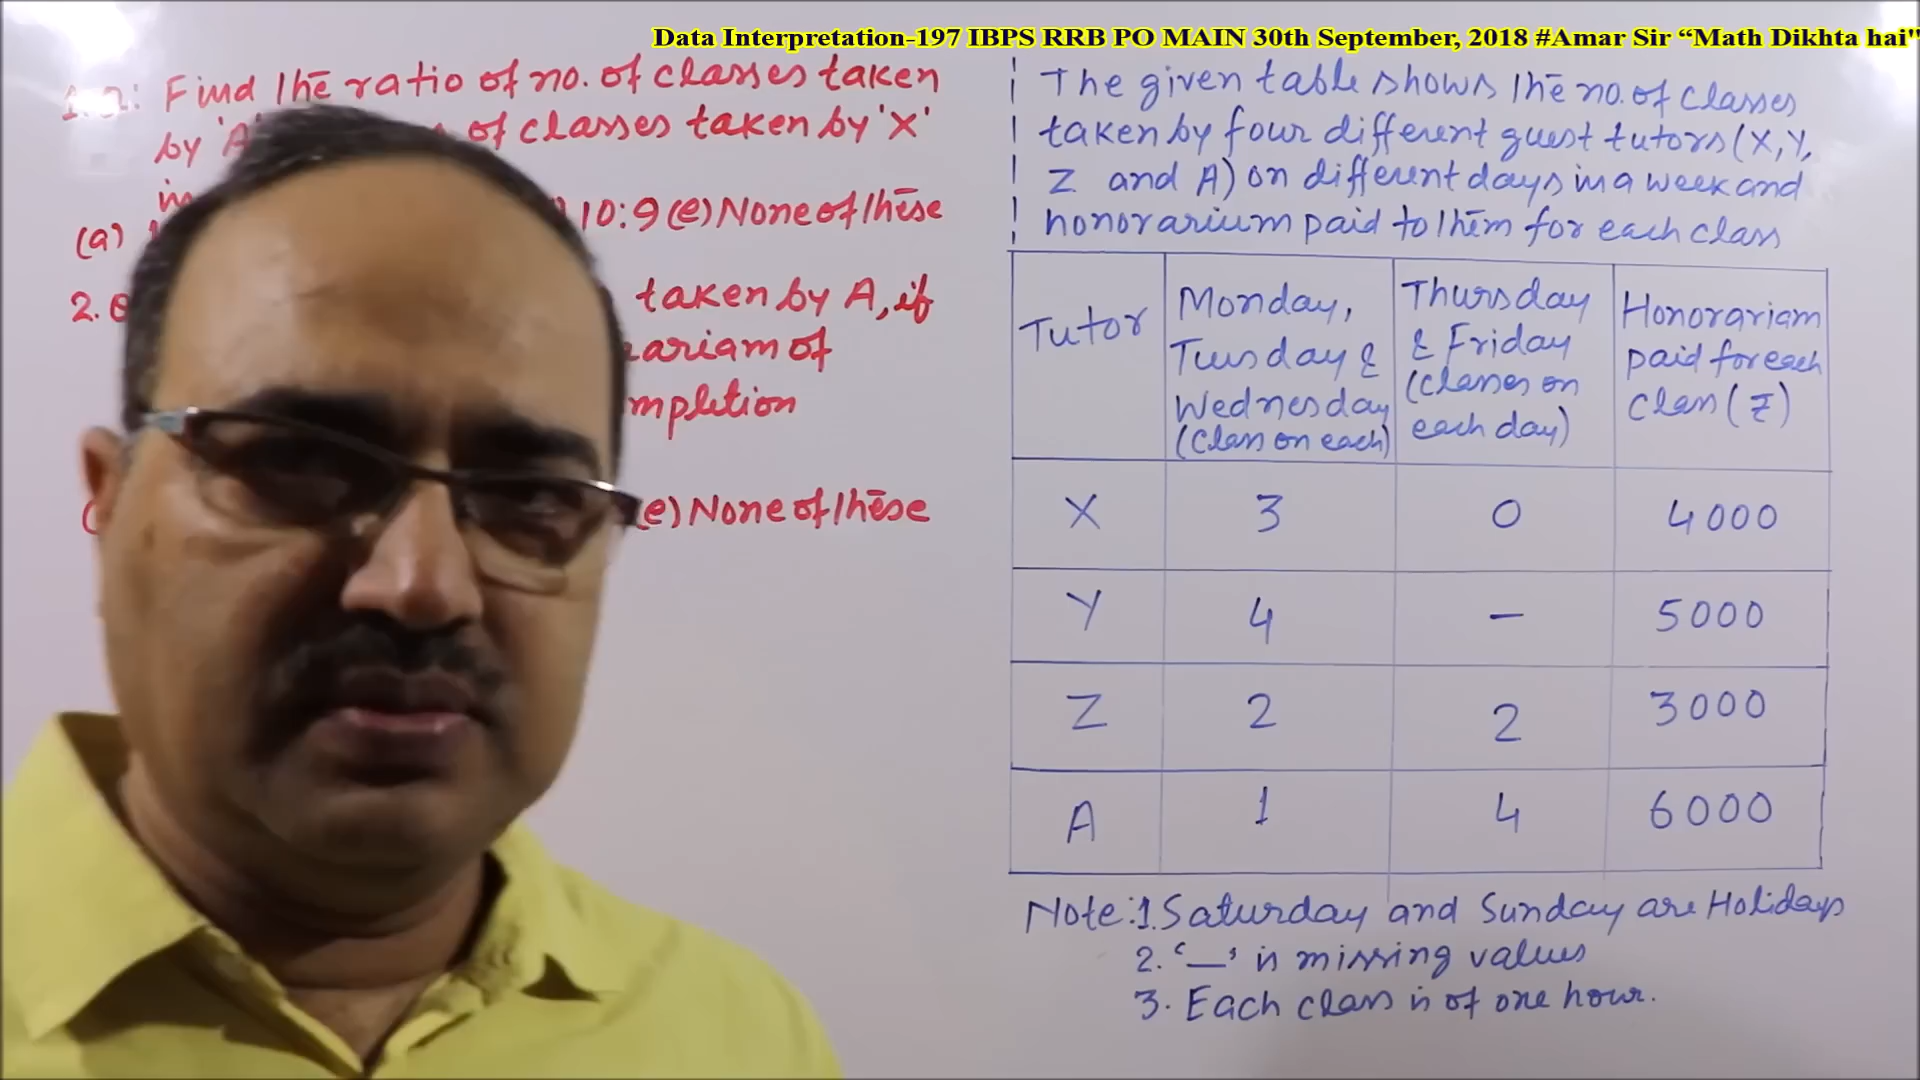 Data Interpretation-197 IBPS RRB PO MAIN 30th September, 2018 #Amar Sir “Math Dikhta hai"
Find the ratio of no. of classes taken
by 'A' of classes taken by 'X'
in
(a) 10:9 (e) None of these
2. taken by A, if
of
(e) None of these
The given table shows the no. of classes
taken by four different guest tutors (X, Y,
Z and A) on different days in a week and
honorarium paid to them for each class
Tutor
Monday,
Tuesday &
Wednesday
(Class on each)
Thursday
& Friday
(Classes on
each day)
Honorariam
paid for each
class (₹)
X 3 0 4000
Y 4 – 5000
Z 2 2 3000
A 1 4 6000
Note: 1. Saturday and Sunday are Holidays
2. '—' is missing values
3. Each class is of one hour.